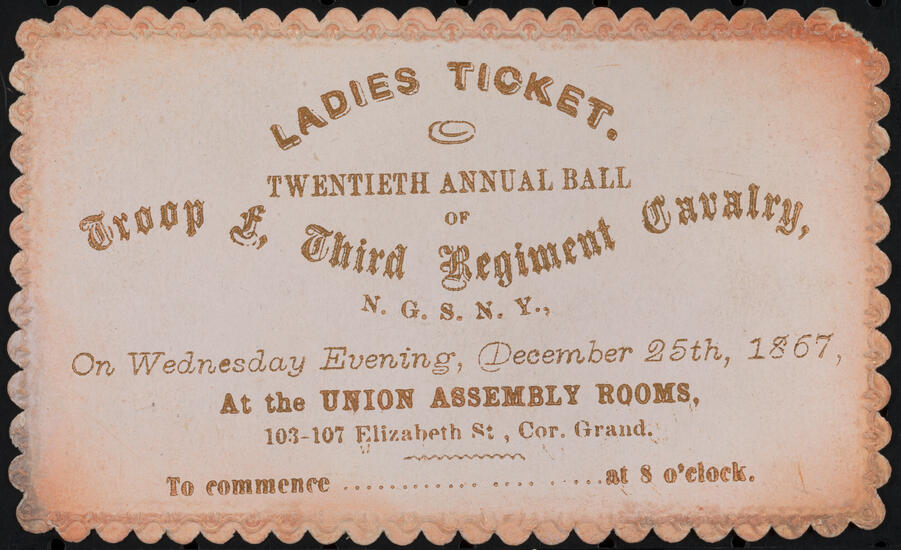 LADIES TICKET.
TWENTIETH ANNUAL BALL
OF
Troop F, Third Regiment Cavalry,
N. G. S. N. Y.,
On Wednesday Evening, December 25th, 1867,
At the UNION ASSEMBLY ROOMS,
103-107 Elizabeth St, Cor. Grand.
To commence .................. at 8 o'clock.